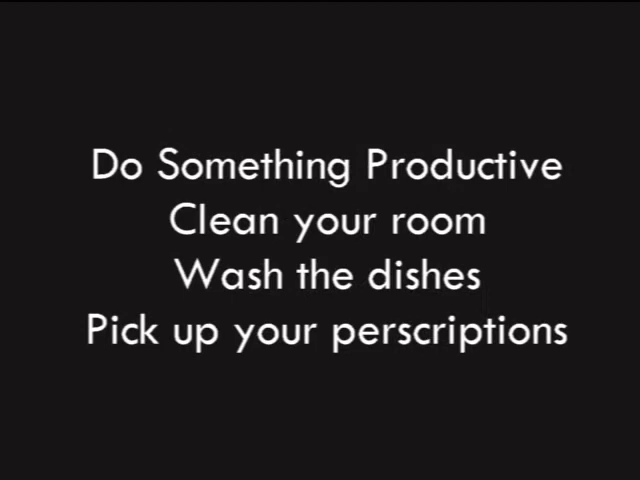 Do Something Productive
Clean your room
Wash the dishes
Pick up your perscriptions